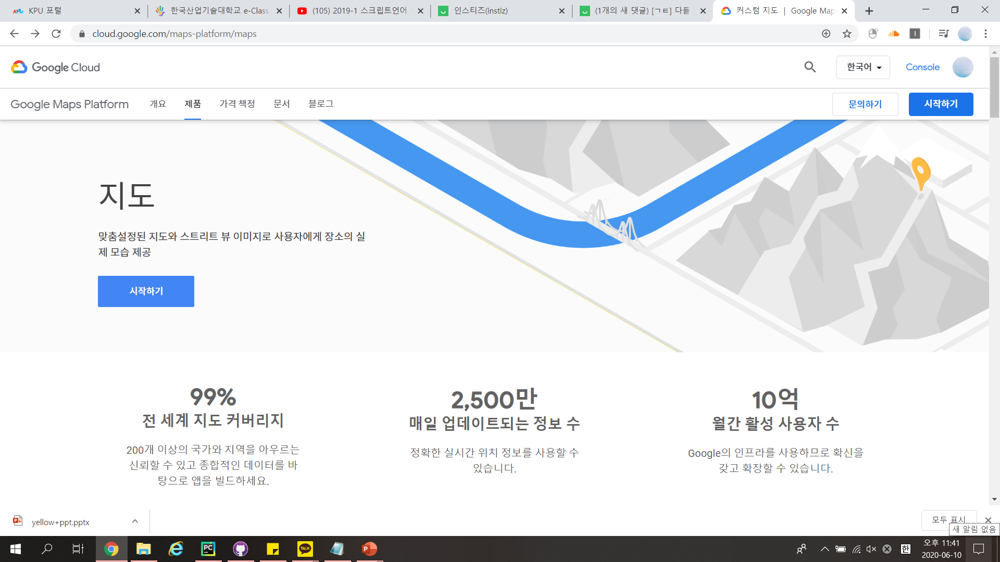 KPU 포털
한국산업기술대학교 e-Class
(105) 2019-1 스크립트언어
인스티즈(instiz)
(1개의 새 댓글) [ㄱㅌ] 다들
커스텀 지도 | Google Map
cloud.google.com/maps-platform/maps
Google Cloud
한국어
Console
Google Maps Platform
개요
제품
가격 책정
문서
블로그
문의하기
시작하기
지도
맞춤설정된 지도와 스트리트 뷰 이미지로 사용자에게 장소의 실
제 모습 제공
시작하기
99%
전 세계 지도 커버리지
200개 이상의 국가와 지역을 아우르는
신뢰할 수 있고 종합적인 데이터를 바
탕으로 앱을 빌드하세요.
2,500만
매일 업데이트되는 정보 수
정확한 실시간 위치 정보를 사용할 수
있습니다.
10억
월간 활성 사용자 수
Google의 인프라를 사용하므로 확신을
갖고 확장할 수 있습니다.
yellow+ppt.pptx
모두 표시
새 알림 없음
PC
TALK
한
오후 11:41
2020-06-10